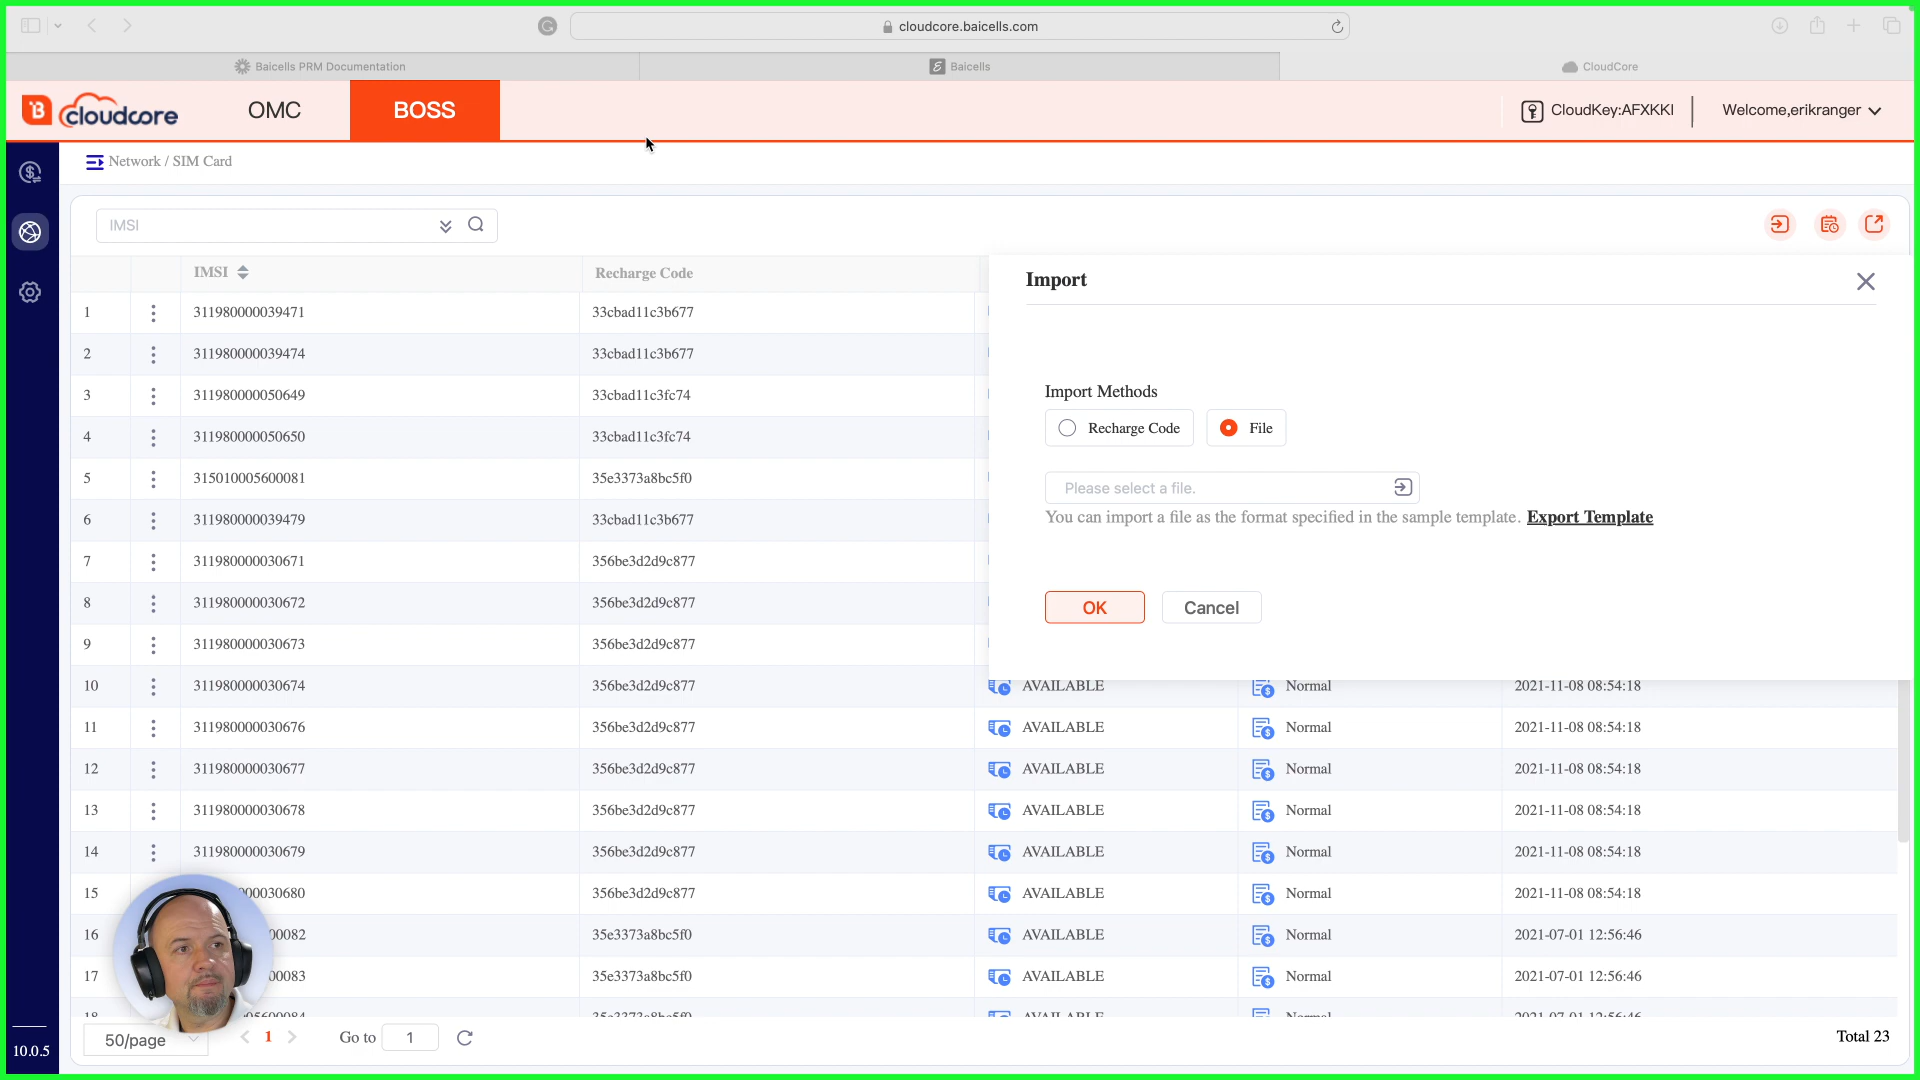 cloudcore.baicells.com
Baicells PRM Documentation
Baicells
CloudCore
cloudcore
OMC
BOSS
CloudKey:AFXKKI
Welcome,erikranger
Network / SIM Card
IMSI
IMSI
Recharge Code
1 311980000039471 33cbad11c3b677
2 311980000039474 33cbad11c3b677
3 311980000050649 33cbad11c3fc74
4 311980000050650 33cbad11c3fc74
5 315010005600081 35e3373a8bc5f0
6 311980000039479 33cbad11c3b677
7 311980000030671 356be3d2d9c877
8 311980000030672 356be3d2d9c877
9 311980000030673 356be3d2d9c877
10 311980000030674 356be3d2d9c877 AVAILABLE Normal 2021-11-08 08:54:18
11 311980000030676 356be3d2d9c877 AVAILABLE Normal 2021-11-08 08:54:18
12 311980000030677 356be3d2d9c877 AVAILABLE Normal 2021-11-08 08:54:18
13 311980000030678 356be3d2d9c877 AVAILABLE Normal 2021-11-08 08:54:18
14 311980000030679 356be3d2d9c877 AVAILABLE Normal 2021-11-08 08:54:18
15 00030680 356be3d2d9c877 AVAILABLE Normal 2021-11-08 08:54:18
16 00082 35e3373a8bc5f0 AVAILABLE Normal 2021-07-01 12:56:46
17 00083 35e3373a8bc5f0 AVAILABLE Normal 2021-07-01 12:56:46
Import
Import Methods
Recharge Code
File
Please select a file.
You can import a file as the format specified in the sample template. Export Template
OK
Cancel
50/page
1
Go to
1
Total 23
10.0.5